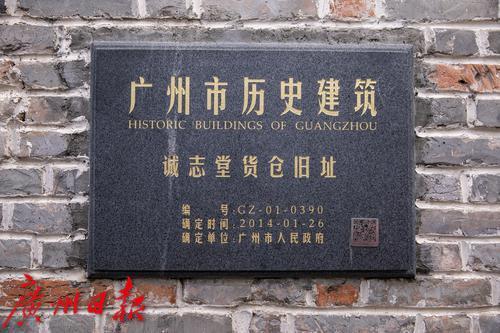 广州市历史建筑
HISTORIC BUILDINGS OF GUANGZHOU
诚志堂货仓旧址
编 号:GZ-01-0390
确定时间:2014-01-26
确定单位:广州市人民政府
广州日报